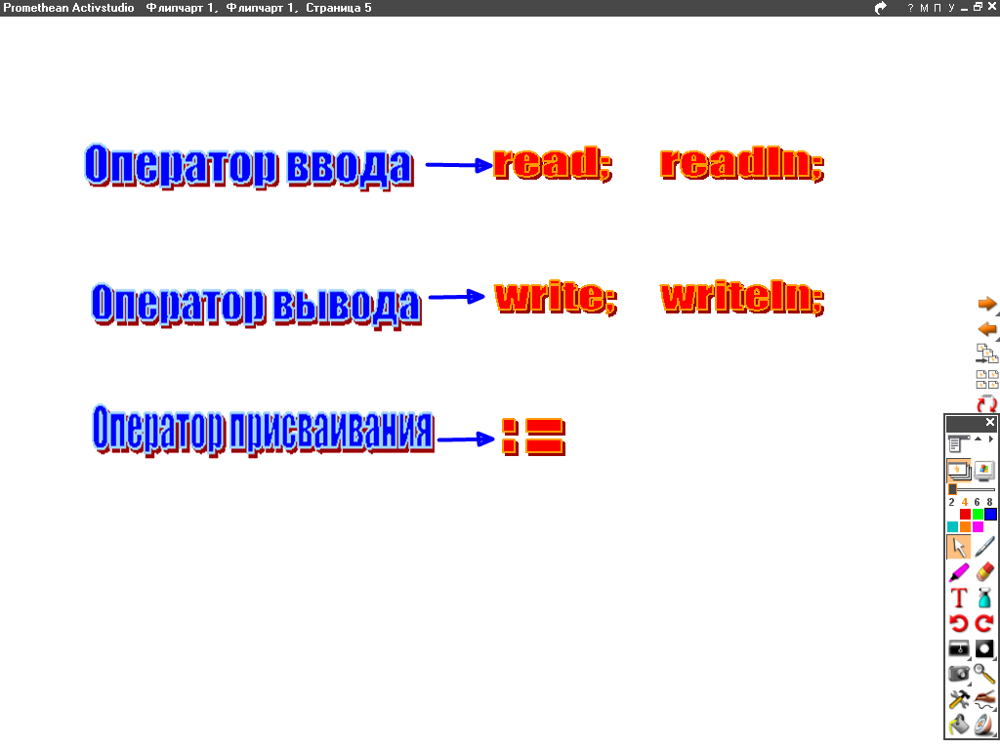 Promethean Activstudio Флипчарт 1, Флипчарт 1, Страница 5
? М П У
Оператор ввода read; readln;
Оператор вывода write; writeln;
Оператор присваивания :=
2 4 6 8
T